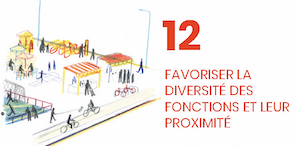 12
FAVORISER LA
DIVERSITÉ DES
FONCTIONS ET LEUR
PROXIMITÉ